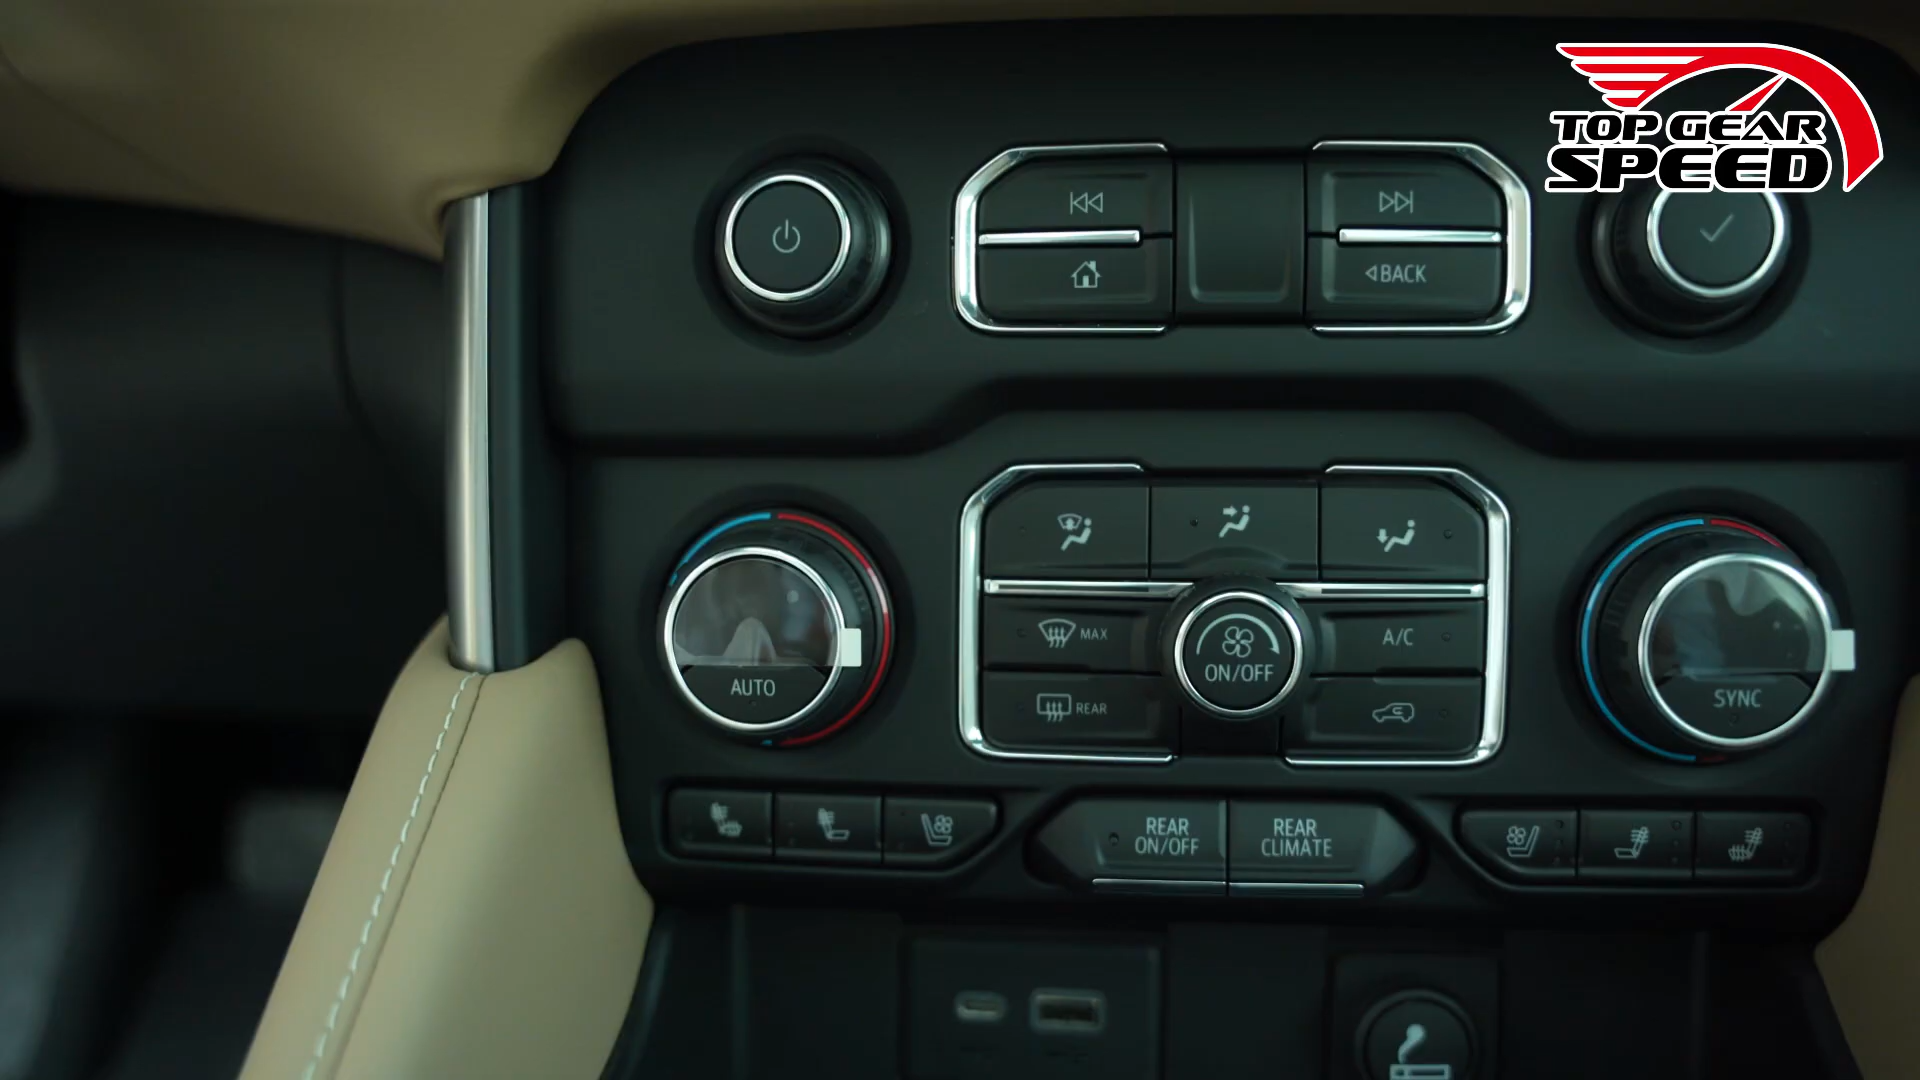 TOP GEAR
SPEED
BACK
MAX
A/C
ON/OFF
REAR
AUTO
SYNC
REAR
ON/OFF
REAR
CLIMATE